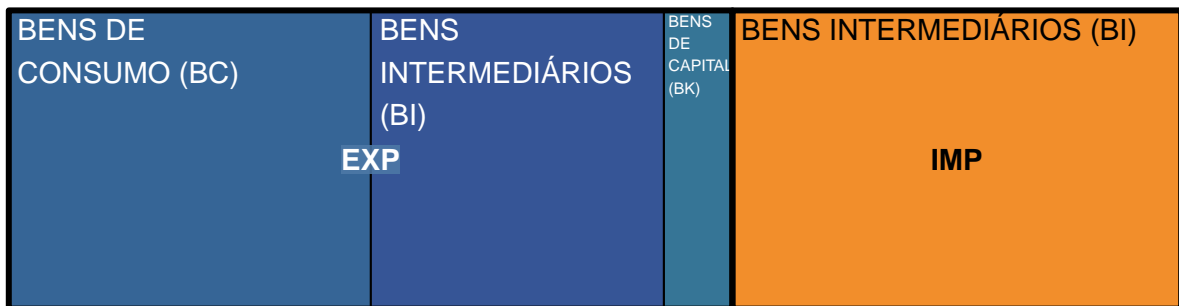 BENS DE
CONSUMO (BC)
BENS
INTERMEDIÁRIOS
(BI)
BENS
DE
CAPITAL
(BK)
BENS INTERMEDIÁRIOS (BI)
EXP
IMP